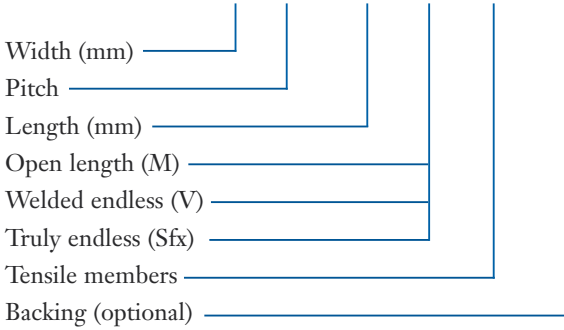 Width (mm)
Pitch
Length (mm)
Open length (M)
Welded endless (V)
Truly endless (Sfx)
Tensile members
Backing (optional)